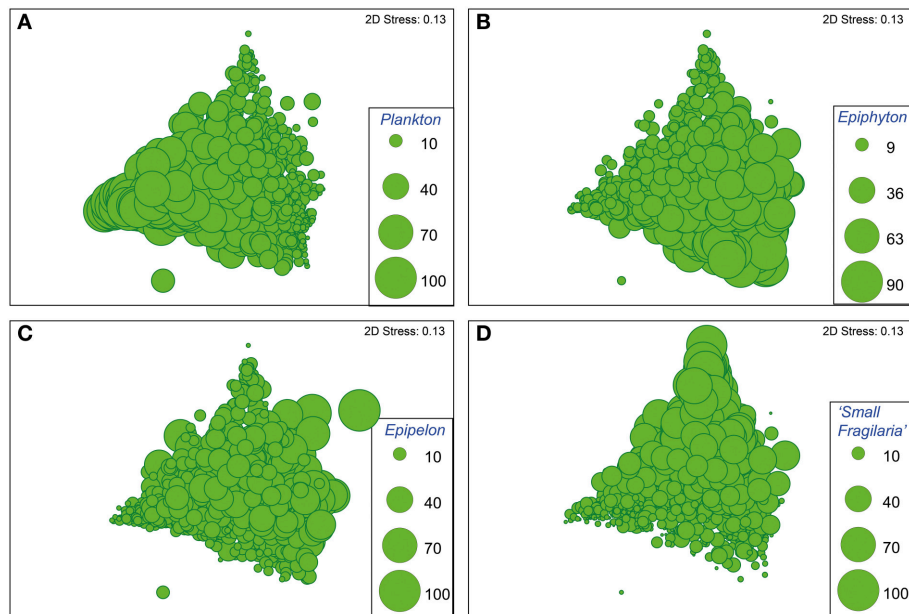 A
2D Stress: 0.13
Plankton
10
40
70
100
B
2D Stress: 0.13
Epiphyton
9
36
63
90
C
2D Stress: 0.13
Epipelon
10
40
70
100
D
2D Stress: 0.13
'Small
Fragilaria'
10
40
70
100